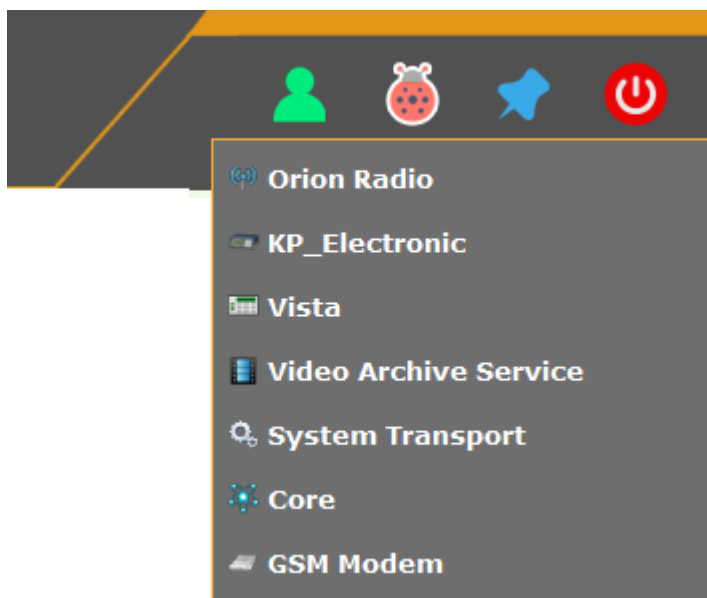 Orion Radio
KP_Electronic
Vista
Video Archive Service
System Transport
Core
GSM Modem